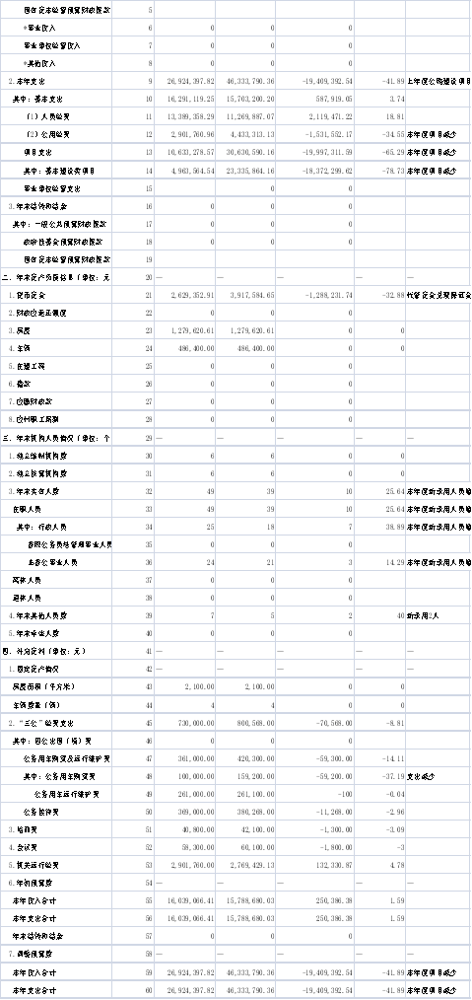 国有资本经营预算财政拨款 5
*事业收入 6 0 0 0 0
事业单位经营收入 7 0 0 0 0
*其他收入 8 0 0 0 0
2.本年支出 9 26,924,397.82 46,333,790.36 -19,409,392.54 -41.89 上年度公路建设项目
其中：基本支出 10 16,291,119.25 15,703,200.20 587,919.05 3.74
（1）人员经费 11 13,389,358.29 11,269,887.07 2,119,471.22 18.81
（2）公用经费 12 2,901,760.96 4,433,313.13 -1,531,552.17 -34.55 本年度项目减少
项目支出 13 10,633,278.57 30,630,590.16 -19,997,311.59 -65.29 本年度项目减少
其中：基本建设类项目 14 4,963,564.54 23,335,864.16 -18,372,299.62 -78.73 本年度项目减少
事业单位经营支出 15 0 0
3.年末结转和结余 16 0 0 0
其中：一般公共预算财政拨款 17 0 0 0
政府性基金预算财政拨款 18 0 0 0
国有资本经营预算财政拨款 19
二、年末资产负债信息（单位：元 20 — — — — —
1.货币资金 21 2,629,352.91 3,917,584.65 -1,288,231.74 -32.88 代管资金兑现保证金
2.财政应返还额度 22 0 0 0
3.房屋 23 1,279,620.61 1,279,620.61 0 0
4.车辆 24 486,400.00 486,400.00 0 0
5.在建工程 25 0 0 0
6.借款 26 0 0 0
7.应缴财政款 27 0 0 0
8.应付职工薪酬 28 0 0 0
三、年末机构人员情况（单位：个 29 — — — — —
1.独立编制机构数 30 6 6 0 0
2.独立核算机构数 31 6 6 0 0
3.年末实有人数 32 49 39 10 25.64 本年度新录用人员增
在职人员 33 49 39 10 25.64 本年度新录用人员增
其中：行政人员 34 25 18 7 38.89 本年度新录用人员增
参照公务员法管理事业人员 35 0 0 0
非参公事业人员 36 24 21 3 14.29 本年度新录用人员增
离休人员 37 0 0 0
退休人员 38 0 0 0
4.年末其他人员数 39 7 5 2 40 新录用2人
5.年末学生人数 40 0 0 0
四、补充资料（单位：元） 41 — — — — —
1.固定资产情况 42 — — — — —
房屋面积（平方米） 43 2,100.00 2,100.00 0 0
车辆数量（辆） 44 4 4 0 0
2.“三公”经费支出 45 730,000.00 800,568.00 -70,568.00 -8.81
其中：因公出国（境）费 46 0 0 0
公务用车购置及运行维护费 47 361,000.00 420,300.00 -59,300.00 -14.11
其中：公务用车购置费 48 100,000.00 159,200.00 -59,200.00 -37.19 支出减少
公务用车运行维护费 49 261,000.00 261,100.00 -100 -0.04
公务接待费 50 369,000.00 380,268.00 -11,268.00 -2.96
3.培训费 51 40,800.00 42,100.00 -1,300.00 -3.09
4.会议费 52 58,300.00 60,100.00 -1,800.00 -3
5.机关运行经费 53 2,901,760.00 2,769,429.13 132,330.87 4.78
6.年初预算数 54 — — — — —
本年收入合计 55 16,039,066.41 15,788,680.03 250,386.38 1.59
本年支出合计 56 16,039,066.41 15,788,680.03 250,386.38 1.59
年末结转和结余 57 0 0 0
7.调整预算数 58 — — — — —
本年收入合计 59 26,924,397.82 46,333,790.36 -19,409,392.54 -41.89 本年度项目减少
本年支出合计 60 26,924,397.82 46,333,790.36 -19,409,392.54 -41.89 本年度项目减少